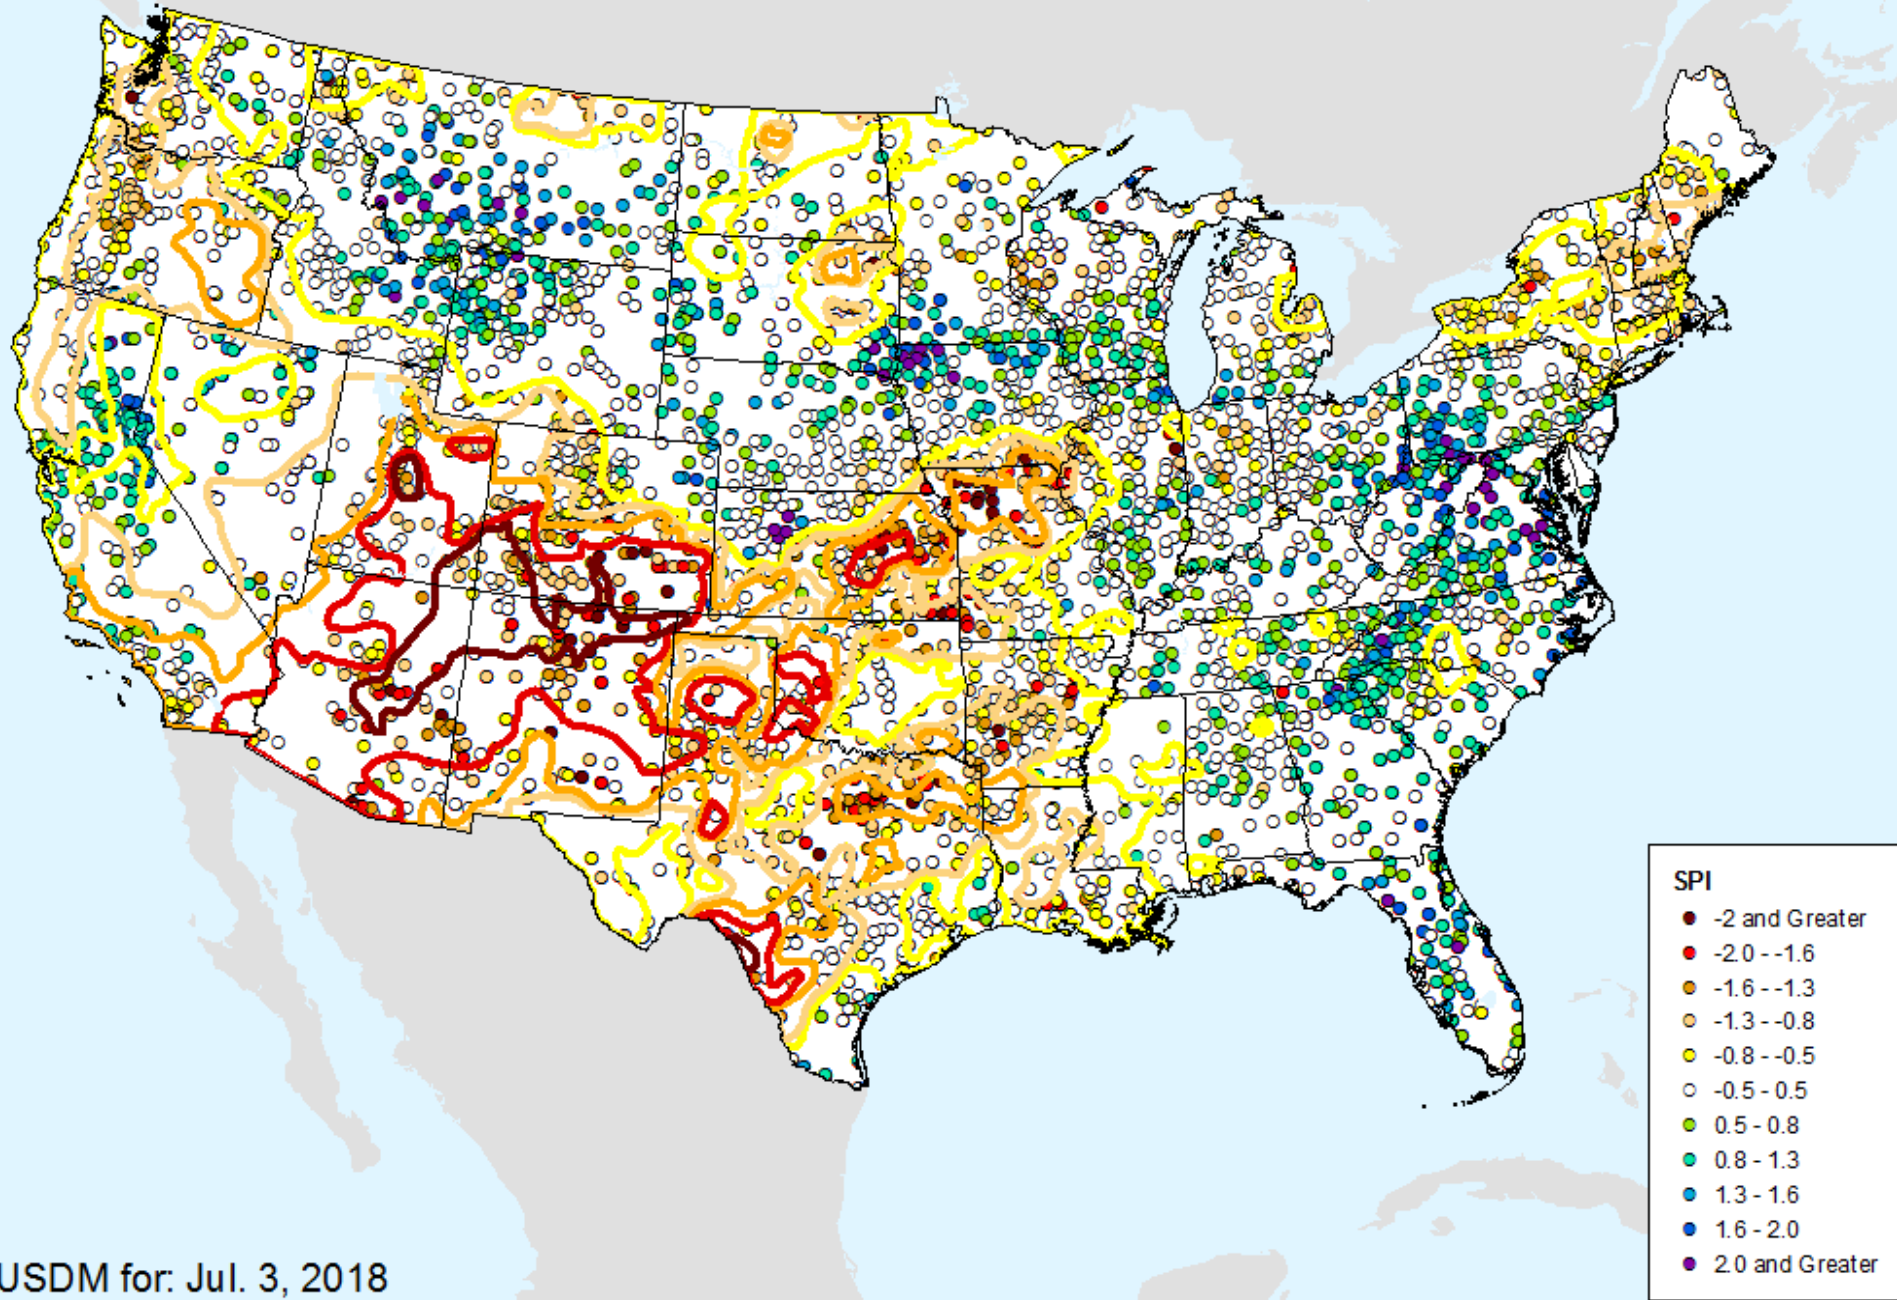 SPI
-2 and Greater
-2.0 - -1.6
-1.6 - -1.3
-1.3 - -0.8
-0.8 - -0.5
-0.5 - 0.5
0.5 - 0.8
0.8 - 1.3
1.3 - 1.6
1.6 - 2.0
2.0 and Greater
USDM for: Jul. 3, 2018